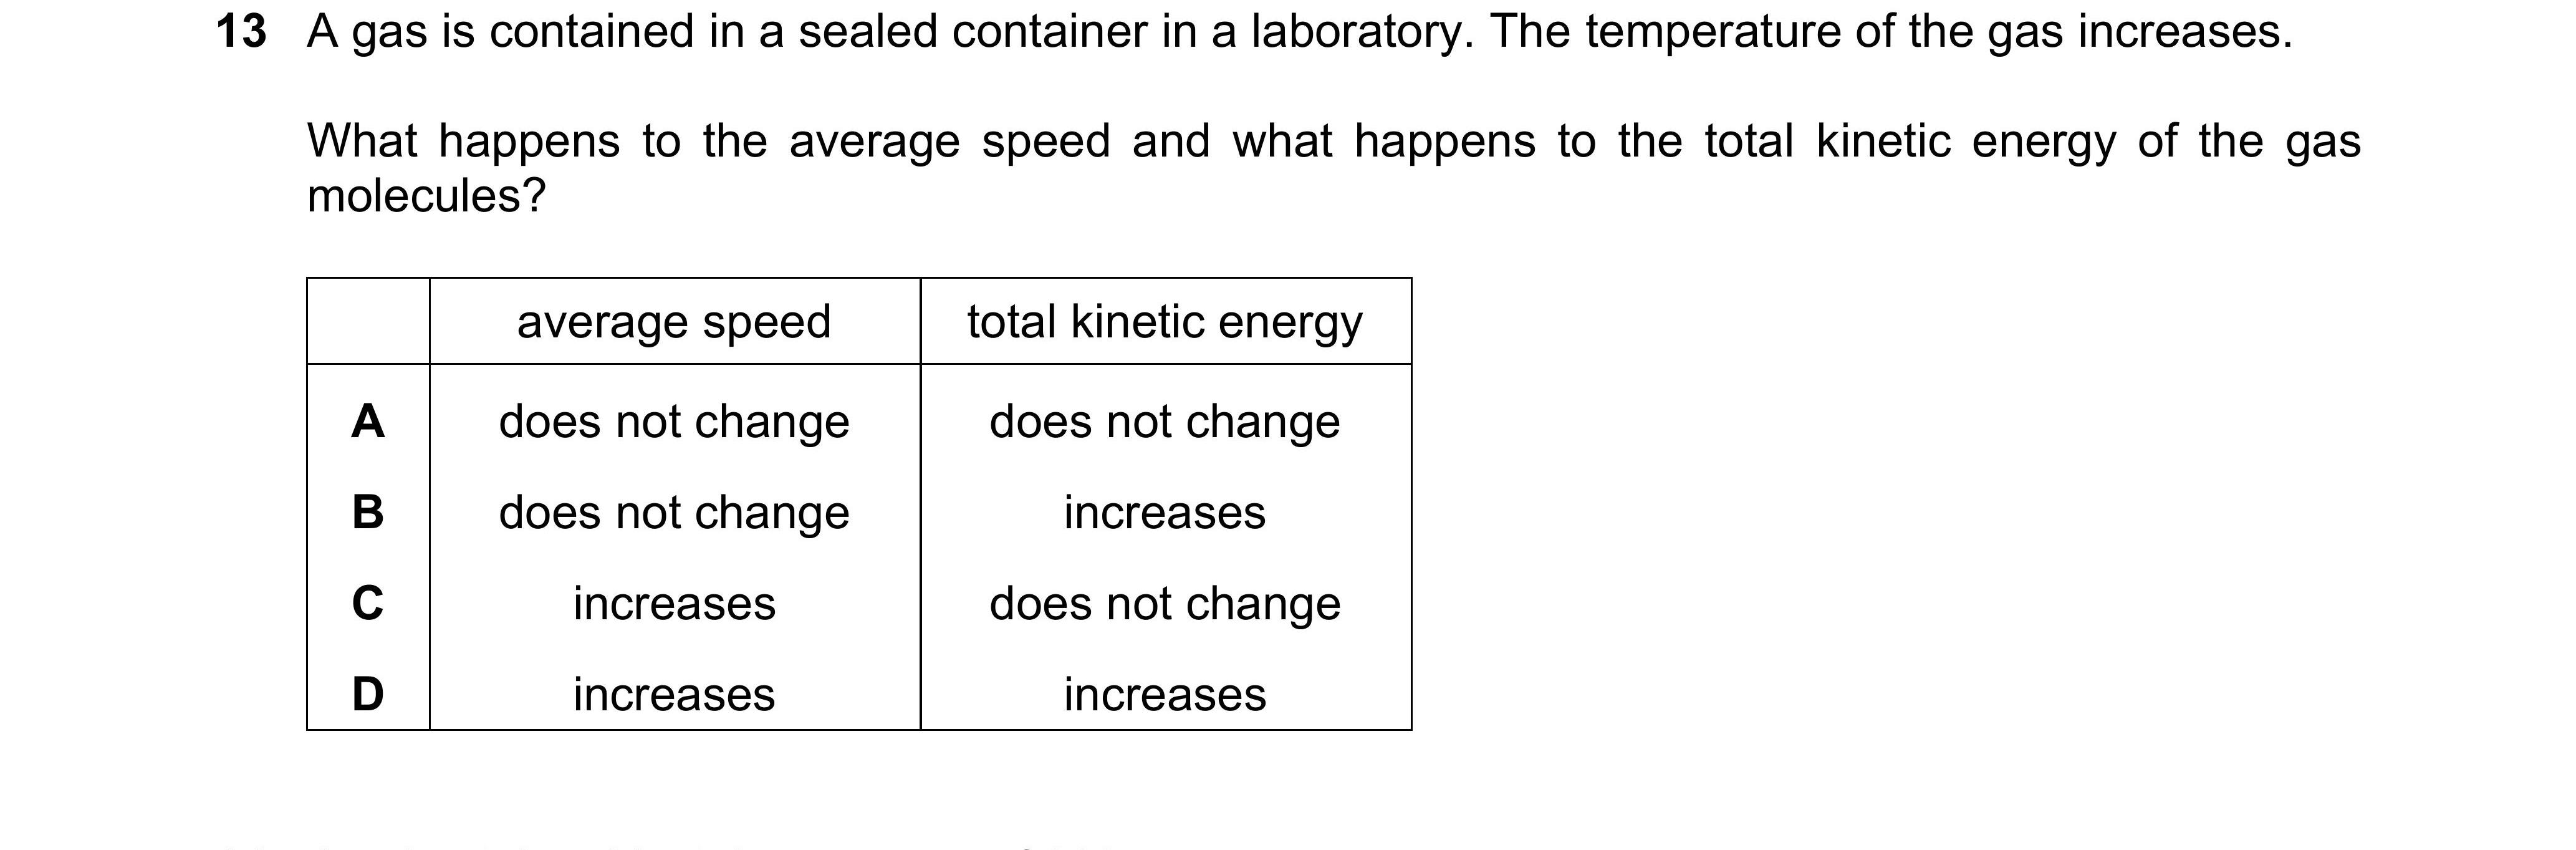 13 A gas is contained in a sealed container in a laboratory. The temperature of the gas increases.
What happens to the average speed and what happens to the total kinetic energy of the gas
molecules?
average speed total kinetic energy
A does not change does not change
B does not change increases
C increases does not change
D increases increases